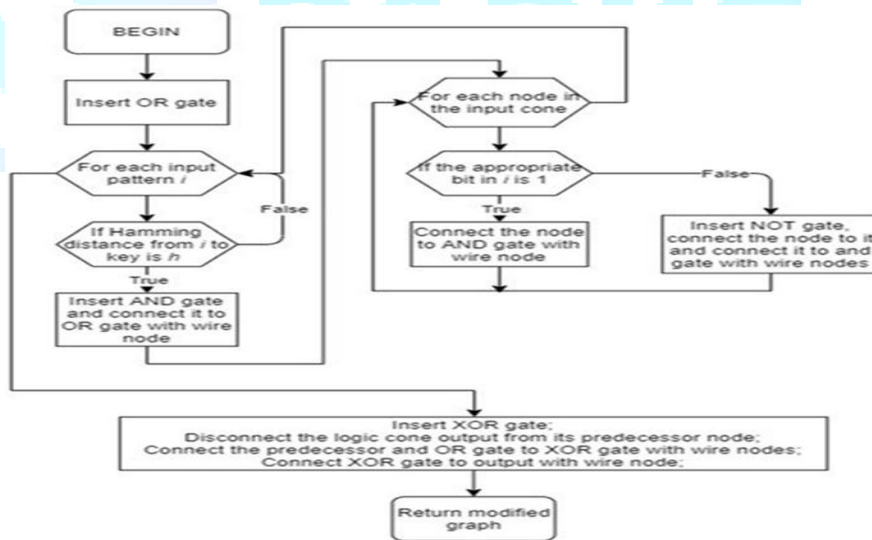 BEGIN
Insert OR gate
For each input
pattern i
If Hamming
distance from i to
key is h
False
True
Insert AND gate
and connect it to
OR gate with wire
node
For each node in
the input cone
If the appropriate
bit in i is 1
False
True
Connect the node
to AND gate with
wire node
Insert NOT gate,
connect the node to it
and connect it to and
gate with wire nodes
Insert XOR gate;
Disconnect the logic cone output from its predecessor node;
Connect the predecessor and OR gate to XOR gate with wire nodes;
Connect XOR gate to output with wire node;
Return modified
graph